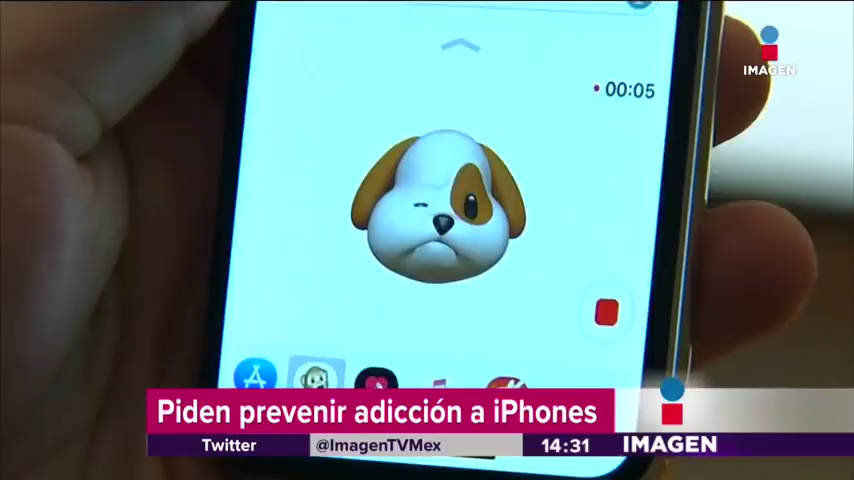 IMAGEN
00:05
Piden prevenir adicción a iPhones
Twitter @ImagenTVMex 14:31 IMAGEN